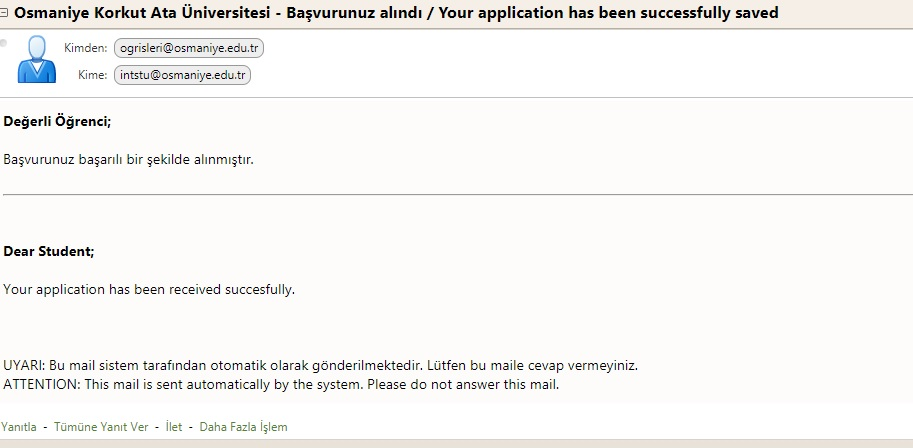 Osmaniye Korkut Ata Üniversitesi - Başvurunuz alındı / Your application has been successfully saved
Kimden: ogrisleri@osmaniye.edu.tr
Kime: intstu@osmaniye.edu.tr
Değerli Öğrenci;
Başvurunuz başarılı bir şekilde alınmıştır.
Dear Student;
Your application has been received succesfully.
UYARI: Bu mail sistem tarafından otomatik olarak gönderilmektedir. Lütfen bu maile cevap vermeyiniz.
ATTENTION: This mail is sent automatically by the system. Please do not answer this mail.
Yanıtla - Tümüne Yanıt Ver - İlet - Daha Fazla İşlem